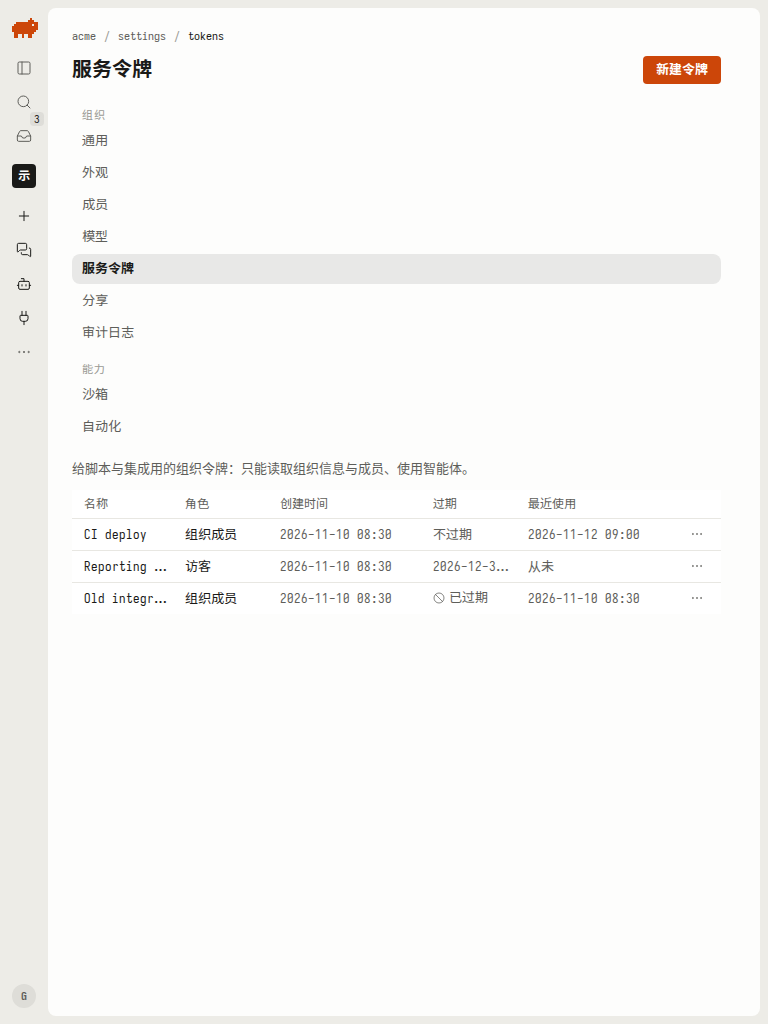 acme / settings / tokens
服务令牌
新建令牌
3
示
组织
通用
外观
成员
模型
服务令牌
分享
审计日志
能力
沙箱
自动化
给脚本与集成用的组织令牌：只能读取组织信息与成员、使用智能体。
名称 角色 创建时间 过期 最近使用
CI deploy 组织成员 2026-11-10 08:30 不过期 2026-11-12 09:00 ...
Reporting ... 访客 2026-11-10 08:30 2026-12-3... 从未 ...
Old integr... 组织成员 2026-11-10 08:30 已过期 2026-11-10 08:30 ...
G